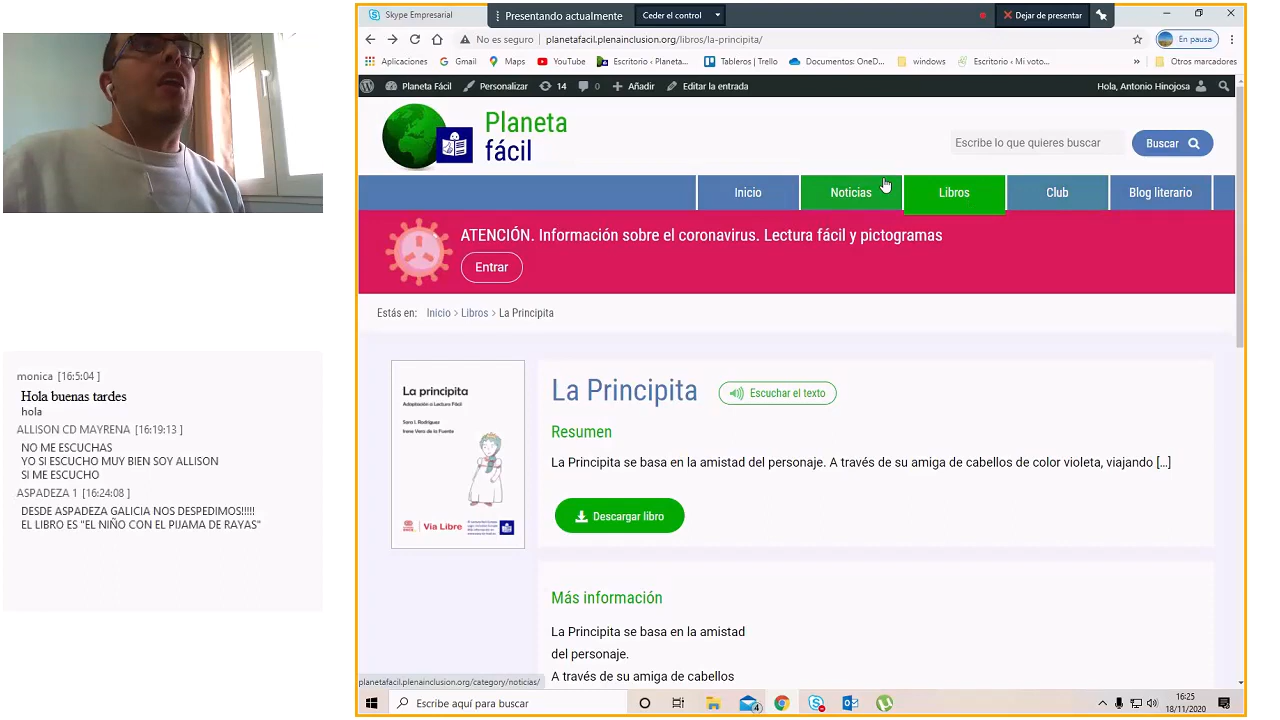 Skype Empresarial
Presentando actualmente
Ceder el control
Dejar de presentar
No es seguro
planetafacil.plenainclusion.org/libros/la-principita/
En pausa
Aplicaciones
Gmail
Maps
YouTube
Escritorio ‹ Planeta...
Tableros | Trello
Documentos: OneD...
windows
Escritorio ‹ Mi voto...
»
Otros marcadores
Planeta Fácil
Personalizar
14
0
Añadir
Editar la entrada
Hola, Antonio Hinojosa
Planeta
fácil
Escribe lo que quieres buscar
Buscar
Inicio
Noticias
Libros
Club
Blog literario
ATENCIÓN. Información sobre el coronavirus. Lectura fácil y pictogramas
Entrar
Estás en: Inicio > Libros > La Principita
La principita
Adaptación a Lectura Fácil
Sara I. Rodríguez
Irene Vera de la Fuente
Via Libre
La Principita
Escuchar el texto
Resumen
La Principita se basa en la amistad del personaje. A través de su amiga de cabellos de color violeta, viajando [...]
Descargar libro
Más información
La Principita se basa en la amistad
del personaje.
A través de su amiga de cabellos
planetafacil.plenainclusion.org/category/noticias/
Escribe aquí para buscar
4
16:25
18/11/2020
monica [16:5:04 ]
Hola buenas tardes
hola
ALLISON CD MAYRENA [16:19:13 ]
NO ME ESCUCHAS
YO SI ESCUCHO MUY BIEN SOY ALLISON
SI ME ESCUCHO
ASPADEZA 1 [16:24:08 ]
DESDE ASPADEZA GALICIA NOS DESPEDIMOS!!!!!
EL LIBRO ES "EL NIÑO CON EL PIJAMA DE RAYAS"